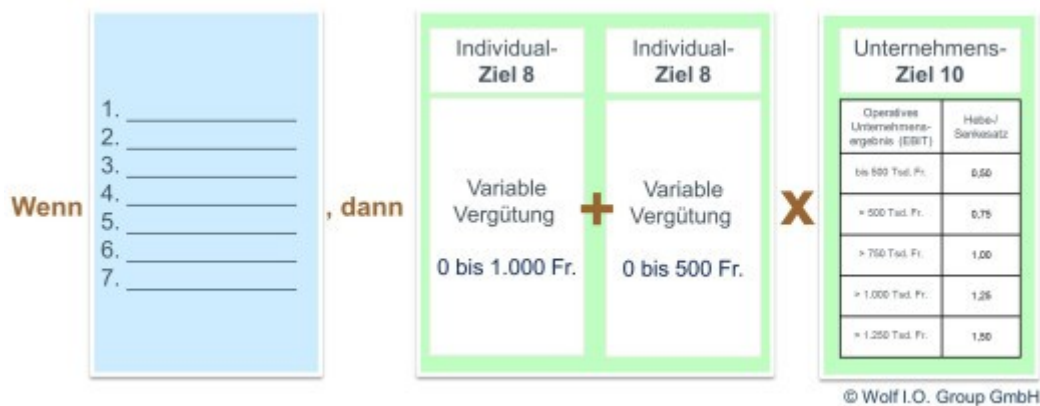 Wenn
1.
2.
3.
4.
5.
6.
7.
, dann
Individual-
Ziel 8
Variable
Vergütung
0 bis 1.000 Fr.
+
Individual-
Ziel 8
Variable
Vergütung
0 bis 500 Fr.
X
Unternehmens-
Ziel 10
Operatives
Unternehmens-
ergebnis (EBIT)
Hebe-/
Senkesatz
bis 500 Tsd. Fr. 0,50
> 500 Tsd. Fr. 0,75
> 750 Tsd. Fr. 1,00
> 1.000 Tsd. Fr. 1,25
> 1.250 Tsd. Fr. 1,50
© Wolf I.O. Group GmbH